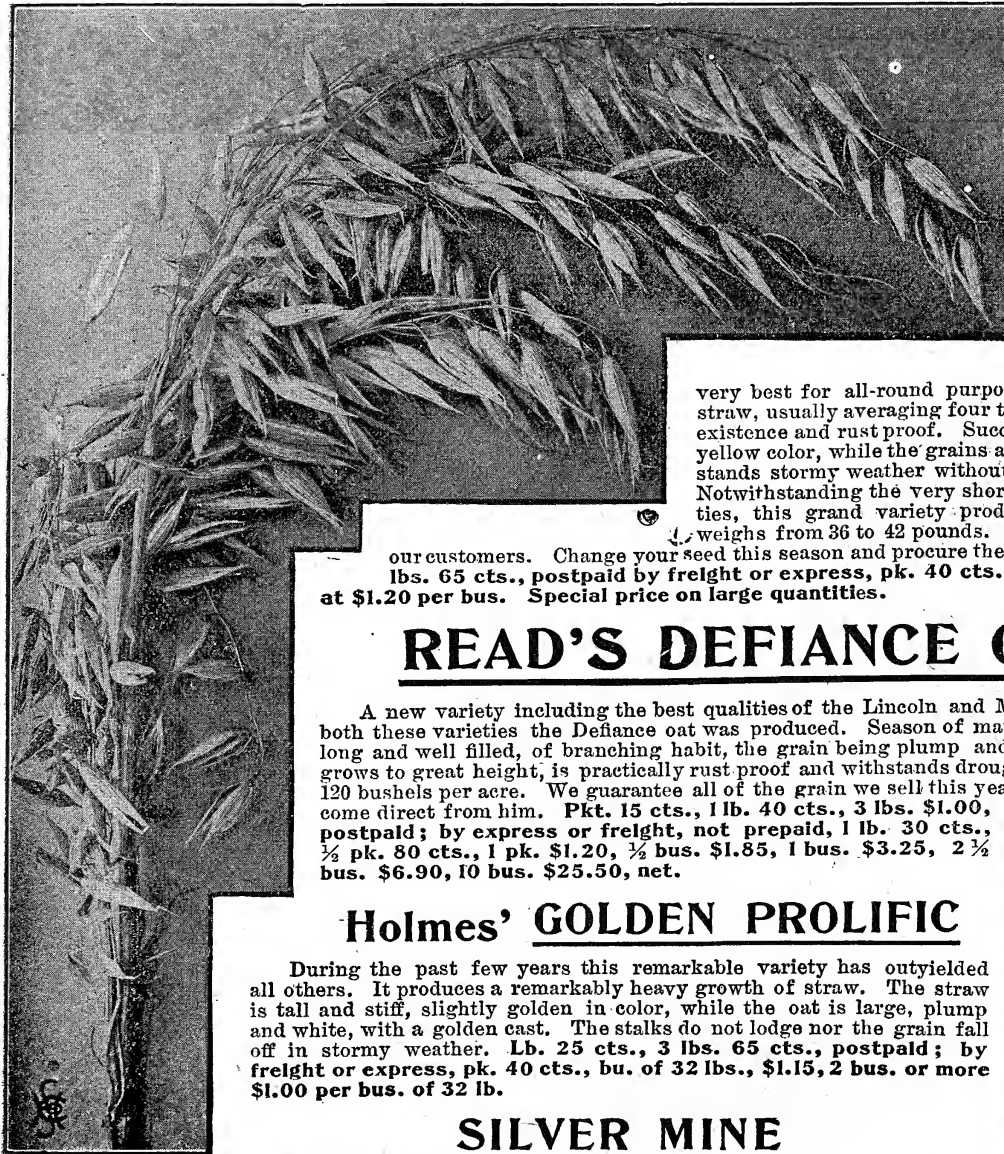 very best for all-round purpo
straw, usually averaging four t
existence and rust proof. Succ
yellow color, while the grains a
stands stormy weather without
Notwithstanding the very shor
ties, this grand variety prod
weighs from 36 to 42 pounds.
our customers. Change your seed this season and procure the
lbs. 65 cts., postpaid by freight or express, pk. 40 cts.
at $1.20 per bus. Special price on large quantities.
READ'S DEFIANCE
A new variety including the best qualities of the Lincoln and M
both these varieties the Defiance oat was produced. Season of ma
long and well filled, of branching habit, the grain being plump and
grows to great height, is practically rust proof and withstands droug
120 bushels per acre. We guarantee all of the grain we sell this yea
come direct from him. Pkt. 15 cts., 1 lb. 40 cts., 3 lbs. $1.00,
postpaid; by express or freight, not prepaid, 1 lb. 30 cts.,
½ pk. 80 cts., 1 pk. $1.20, ½ bus. $1.85, 1 bus. $3.25, 2½
bus. $6.90, 10 bus. $25.50, net.
Holmes' GOLDEN PROLIFIC
During the past few years this remarkable variety has outyielded
all others. It produces a remarkably heavy growth of straw. The straw
is tall and stiff, slightly golden in color, while the oat is large, plump
and white, with a golden cast. The stalks do not lodge nor the grain fall
off in stormy weather. Lb. 25 cts., 3 lbs. 65 cts., postpaid; by
freight or express, pk. 40 cts., bu. of 32 lbs., $1.15, 2 bus. or more
$1.00 per bus. of 32 lb.
SILVER MINE